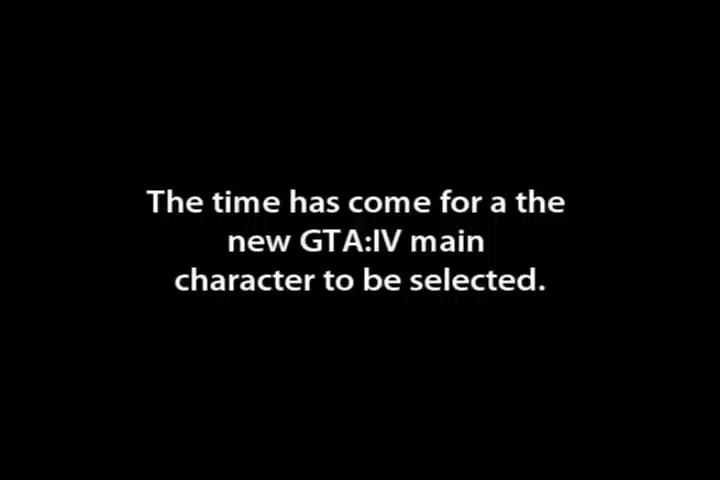 The time has come for a the
new GTA:IV main
character to be selected.